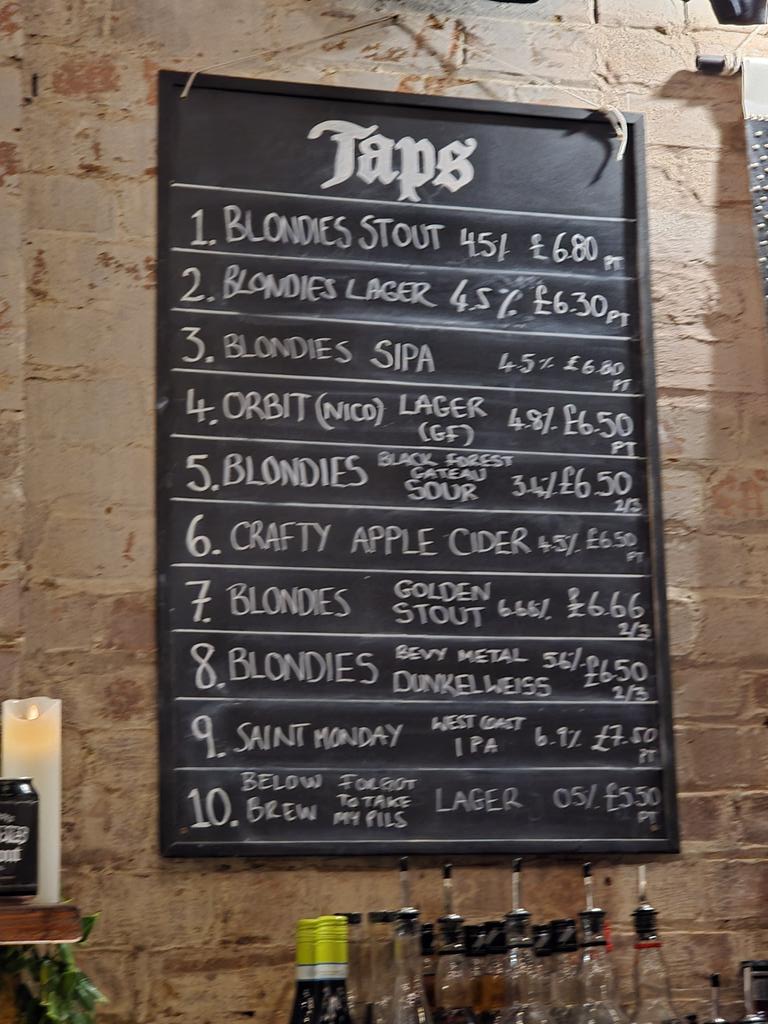 Taps
1. BLONDIES STOUT 4.5% £6.80 PT
2. BLONDIES LAGER 4.5% £6.30 PT
3. BLONDIES SIPA 4.5% £6.80 PT
4. ORBIT (NICO) LAGER (GF) 4.8% £6.50 PT
5. BLONDIES BLACK FOREST GATEAU SOUR 3.4% £6.50 2/3
6. CRAFTY APPLE CIDER 4.5% £6.50 PT
7. BLONDIES GOLDEN STOUT 6.66% £6.66 2/3
8. BLONDIES BEVY METAL DUNKELWEISS 5.6% £6.50 2/3
9. SAINT MONDAY WEST COAST IPA 6.9% £7.50 PT
10. BELOW BREW FORGOT TO TAKE MY PILS LAGER 0.5% £5.50 PT